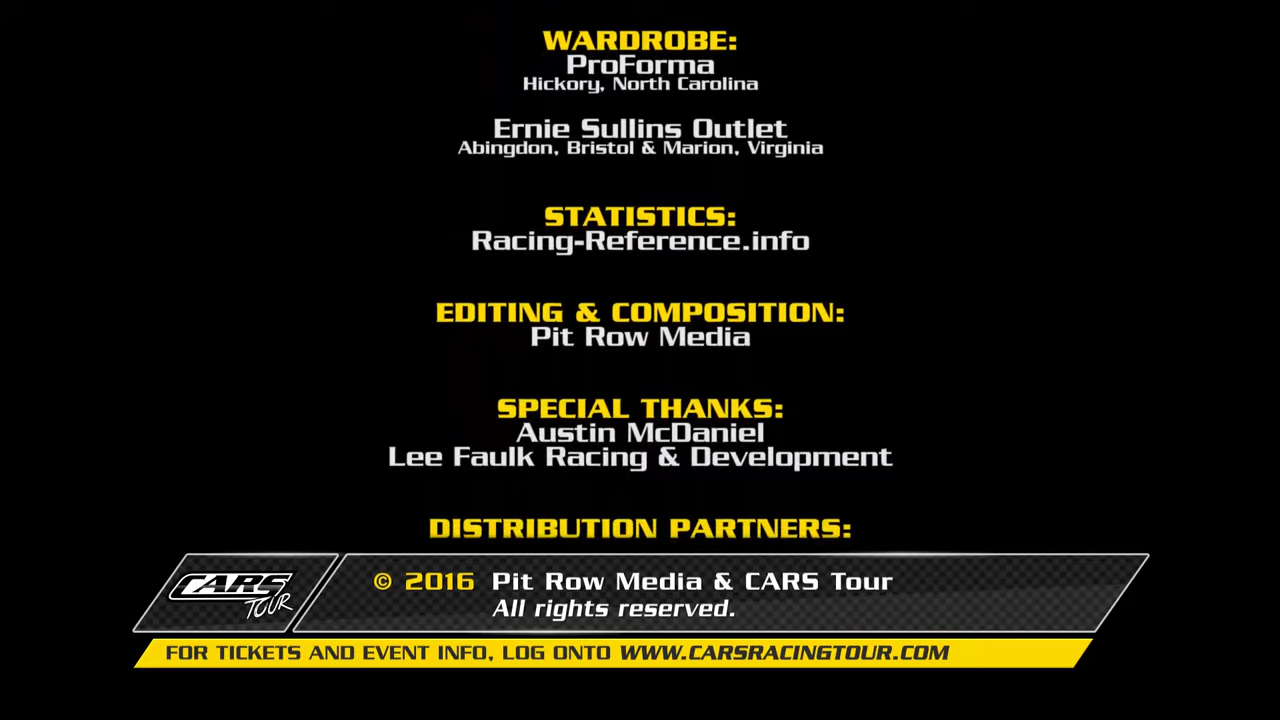 WARDROBE:
ProForma
Hickory, North Carolina
Ernie Sullins Outlet
Abingdon, Bristol & Marion, Virginia
STATISTICS:
Racing-Reference.info
EDITING & COMPOSITION:
Pit Row Media
SPECIAL THANKS:
Austin McDaniel
Lee Faulk Racing & Development
DISTRIBUTION PARTNERS:
CARS
TOUR
© 2016 Pit Row Media & CARS Tour
All rights reserved.
FOR TICKETS AND EVENT INFO, LOG ONTO WWW.CARSRACINGTOUR.COM